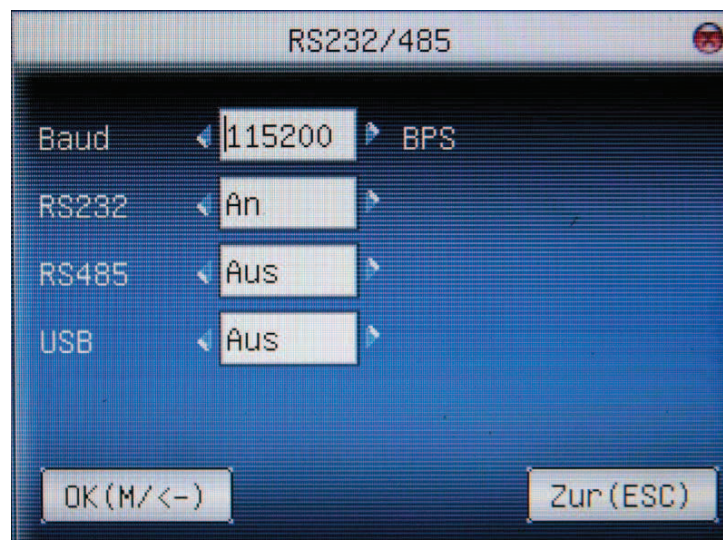 RS232/485
Baud 115200 BPS
RS232 An
RS485 Aus
USB Aus
OK(M/<-) Zur(ESC)